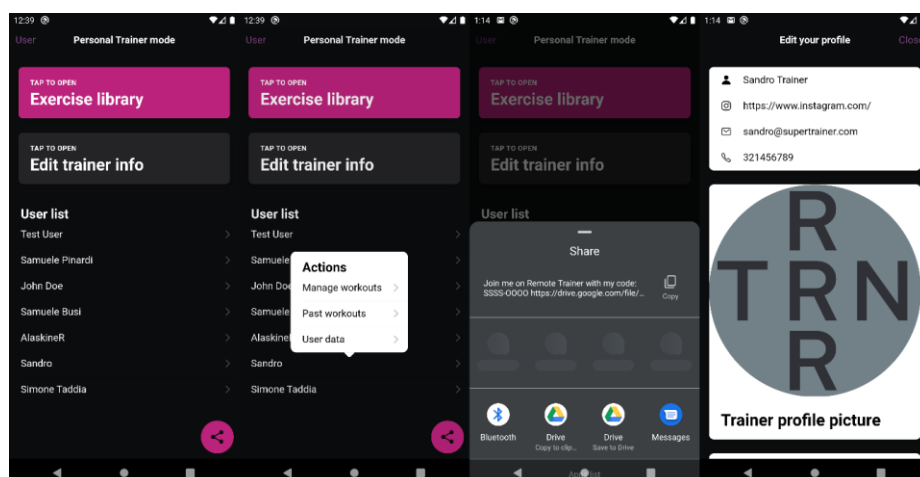 12:39
User Personal Trainer mode
TAP TO OPEN
Exercise library
TAP TO OPEN
Edit trainer info
User list
Test User
Samuele Pinardi
John Doe
Samuele Busi
AlaskineR
Sandro
Simone Taddia
12:39
User Personal Trainer mode
TAP TO OPEN
Exercise library
TAP TO OPEN
Edit trainer info
User list
Test User
Samuele
John Doe
Samuele
Alaskine
Sandro
Simone Taddia
Actions
Manage workouts
Past workouts
User data
1:14
User Personal Trainer mode
TAP TO OPEN
Exercise library
TAP TO OPEN
Edit trainer info
User list
Share
Join me on Remote Trainer with my code:
SSSS-OOOO https://drive.google.com/file/...
Copy
Bluetooth
Drive
Copy to clip...
Drive
Save to Drive
Messages
list
1:14
Edit your profile Close
Sandro Trainer
https://www.instagram.com/
sandro@supertrainer.com
321456789
R
TRN
R
Trainer profile picture